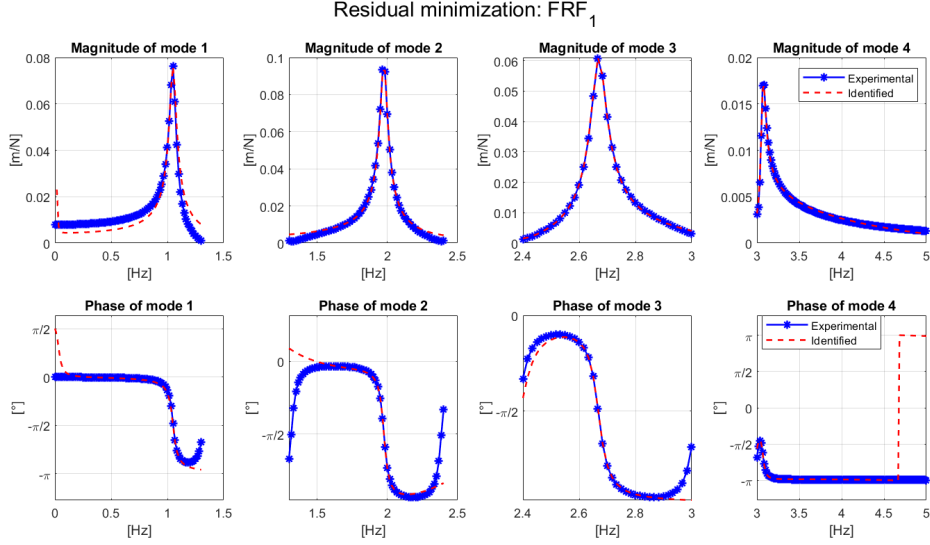 Residual minimization: FRF1
Magnitude of mode 1
Magnitude of mode 2
Magnitude of mode 3
Magnitude of mode 4
0.08
0.06
0.04
0.02
0
[m/N]
0 0.5 1 1.5
[Hz]
0.1
0.08
0.06
0.04
0.02
0
[m/N]
1.5 2 2.5
[Hz]
0.06
0.05
0.04
0.03
0.02
0.01
0
[m/N]
2.4 2.6 2.8 3
[Hz]
0.02
0.015
0.01
0.005
0
[m/N]
Experimental
Identified
3 3.5 4 4.5 5
[Hz]
Phase of mode 1
Phase of mode 2
Phase of mode 3
Phase of mode 4
π/2
0
-π/2
-π
[°]
0 0.5 1 1.5
[Hz]
0
-π/2
[°]
1.5 2 2.5
[Hz]
0
-π/2
[°]
2.4 2.6 2.8 3
[Hz]
π
π/2
0
-π/2
-π
[°]
Experimental
Identified
3 3.5 4 4.5 5
[Hz]